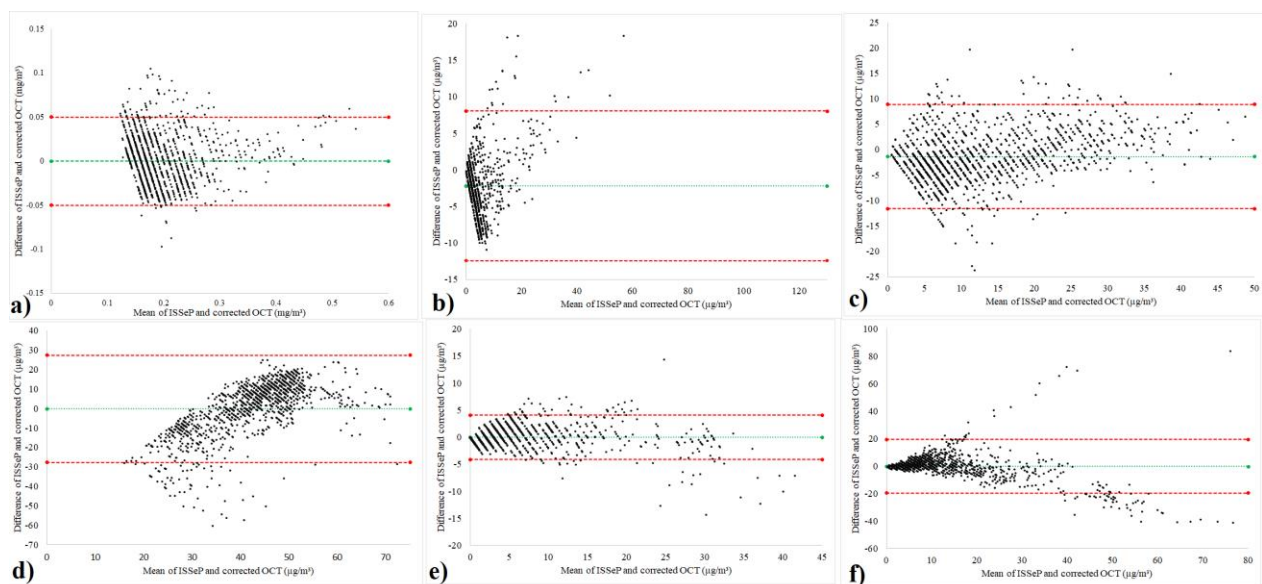 0.15
0.1
0.05
0
-0.05
-0.1
-0.15
0 0.1 0.2 0.3 0.4 0.5 0.6
Difference of ISSeP and corrected OCT (mg/m³)
Mean of ISSeP and corrected OCT (mg/m³)
a)
20
15
10
5
0
-5
-10
-15
0 20 40 60 80 100 120
Difference of ISSeP and corrected OCT (µg/m³)
Mean of ISSeP and corrected OCT (µg/m³)
b)
25
20
15
10
5
0
-5
-10
-15
-20
-25
0 5 10 15 20 25 30 35 40 45 50
Difference of ISSeP and corrected OCT (µg/m³)
Mean of ISSeP and corrected OCT (µg/m³)
c)
40
30
20
10
0
-10
-20
-30
-40
-50
-60
-70
0 10 20 30 40 50 60 70
Difference of ISSeP and corrected OCT (µg/m³)
Mean of ISSeP and corrected OCT (µg/m³)
d)
20
15
10
5
0
-5
-10
-15
-20
0 5 10 15 20 25 30 35 40 45
Difference of ISSeP and corrected OCT (µg/m³)
Mean of ISSeP and corrected OCT (µg/m³)
e)
100
80
60
40
20
0
-20
-40
-60
0 10 20 30 40 50 60 70 80
Difference of ISSeP and corrected OCT (µg/m³)
Mean of ISSeP and corrected OCT (µg/m³)
f)